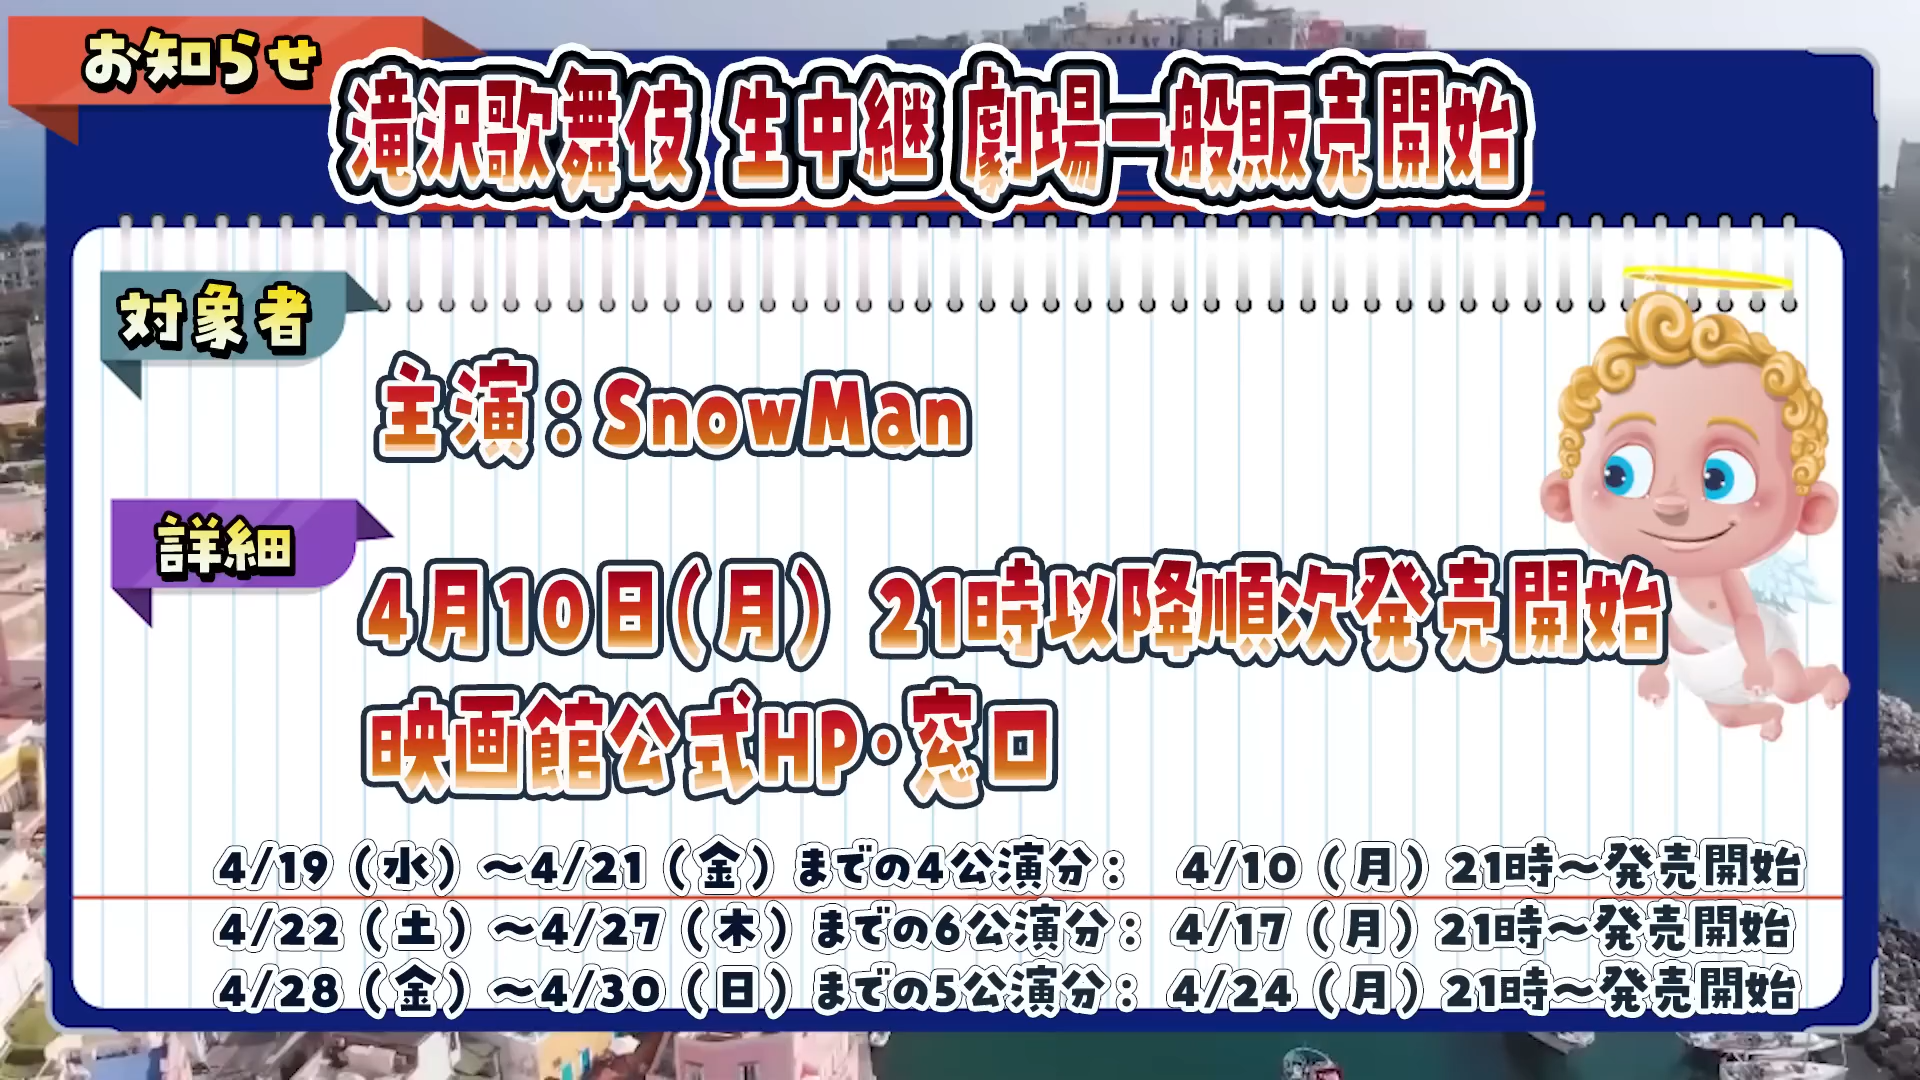 お知らせ
滝沢歌舞伎 生中継 劇場一般販売開始
対象者
主演：SnowMan
詳細
4月10日(月) 21時以降順次発売開始
映画館公式HP・窓口
4/19（水）～4/21（金）までの4公演分： 4/10（月）21時～発売開始
4/22（土）～4/27（木）までの6公演分： 4/17（月）21時～発売開始
4/28（金）～4/30（日）までの5公演分： 4/24（月）21時～発売開始